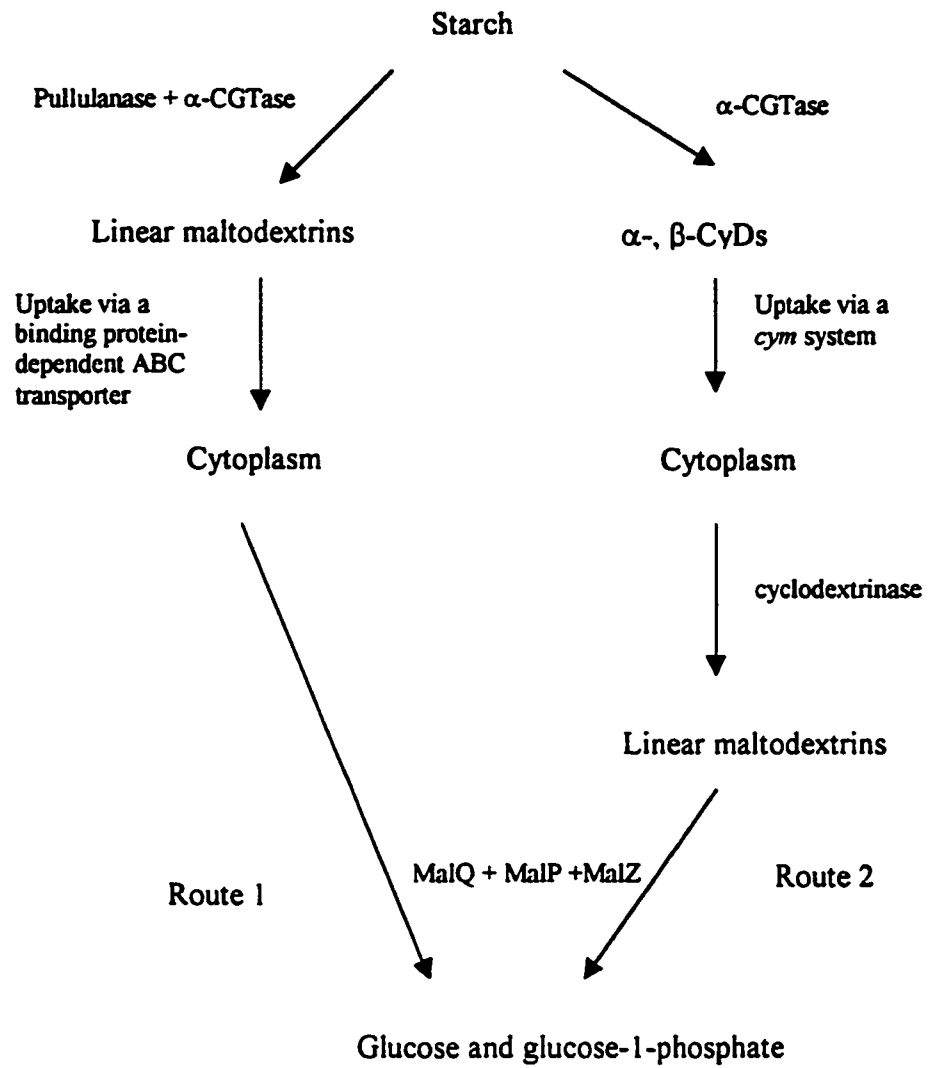 Starch
Pullulanase + α-CGTase
α-CGTase
Linear maltodextrins
α-, β-CyDs
Uptake via a
binding protein-
dependent ABC
transporter
Uptake via a
cym system
Cytoplasm
Cytoplasm
cyclodextrinase
Linear maltodextrins
MalQ + MalP +MalZ
Route 1
Route 2
Glucose and glucose-1-phosphate